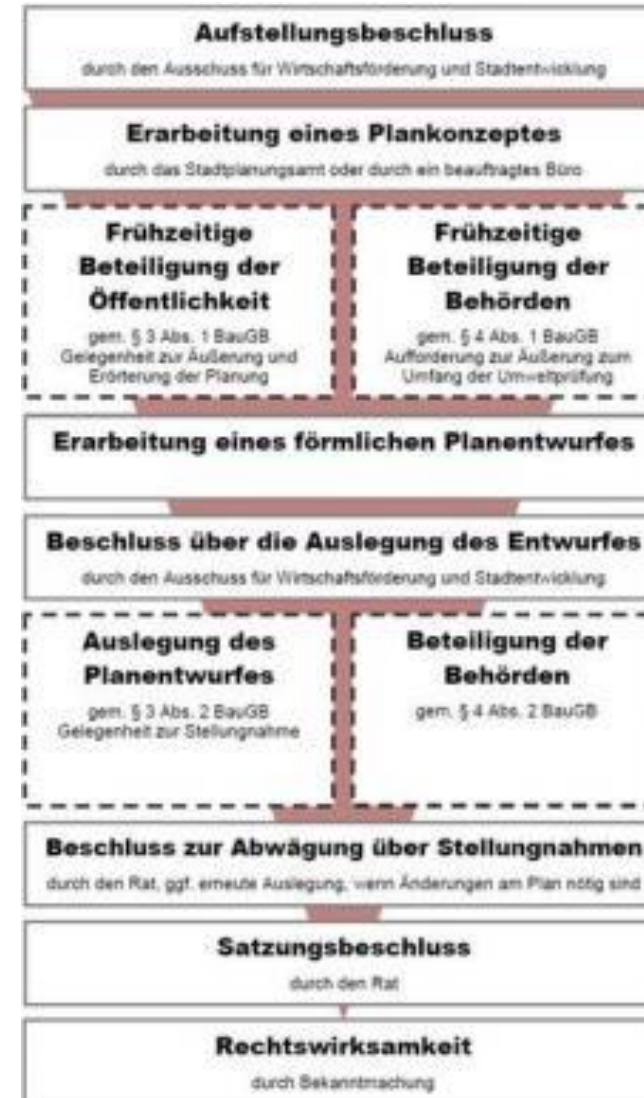 Aufstellungsbeschluss
durch den Ausschuss für Wirtschaftsförderung und Stadtentwicklung
Erarbeitung eines Plankonzeptes
durch das Stadtplanungsamt oder durch ein beauftragtes Büro
Frühzeitige
Beteiligung der
Öffentlichkeit
gem. § 3 Abs. 1 BauGB
Gelegenheit zur Äußerung und
Erörterung der Planung
Frühzeitige
Beteiligung der
Behörden
gem. § 4 Abs. 1 BauGB
Aufforderung zur Äußerung zum
Umfang der Umweltprüfung
Erarbeitung eines förmlichen Planentwurfes
Beschluss über die Auslegung des Entwurfes
durch den Ausschuss für Wirtschaftsförderung und Stadtentwicklung
Auslegung des
Planentwurfes
gem. § 3 Abs. 2 BauGB
Gelegenheit zur Stellungnahme
Beteiligung der
Behörden
gem. § 4 Abs. 2 BauGB
Beschluss zur Abwägung über Stellungnahmen
durch den Rat, ggf. erneute Auslegung, wenn Änderungen am Plan nötig sind
Satzungsbeschluss
durch den Rat
Rechtswirksamkeit
durch Bekanntmachung